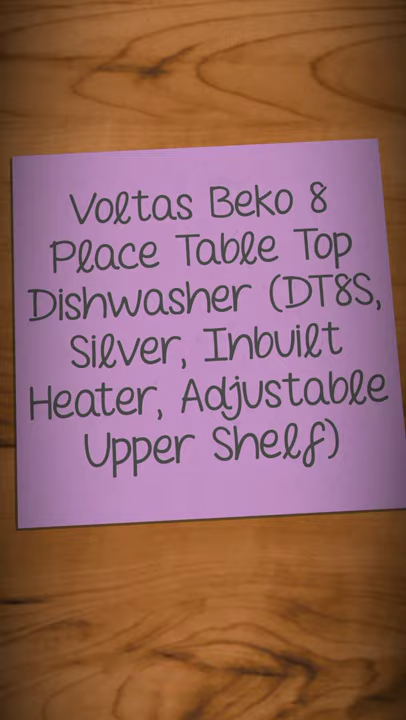 Voltas Beko 8
Place Table Top
Dishwasher (DT8S,
Silver, Inbuilt
Heater, Adjustable
Upper Shelf)